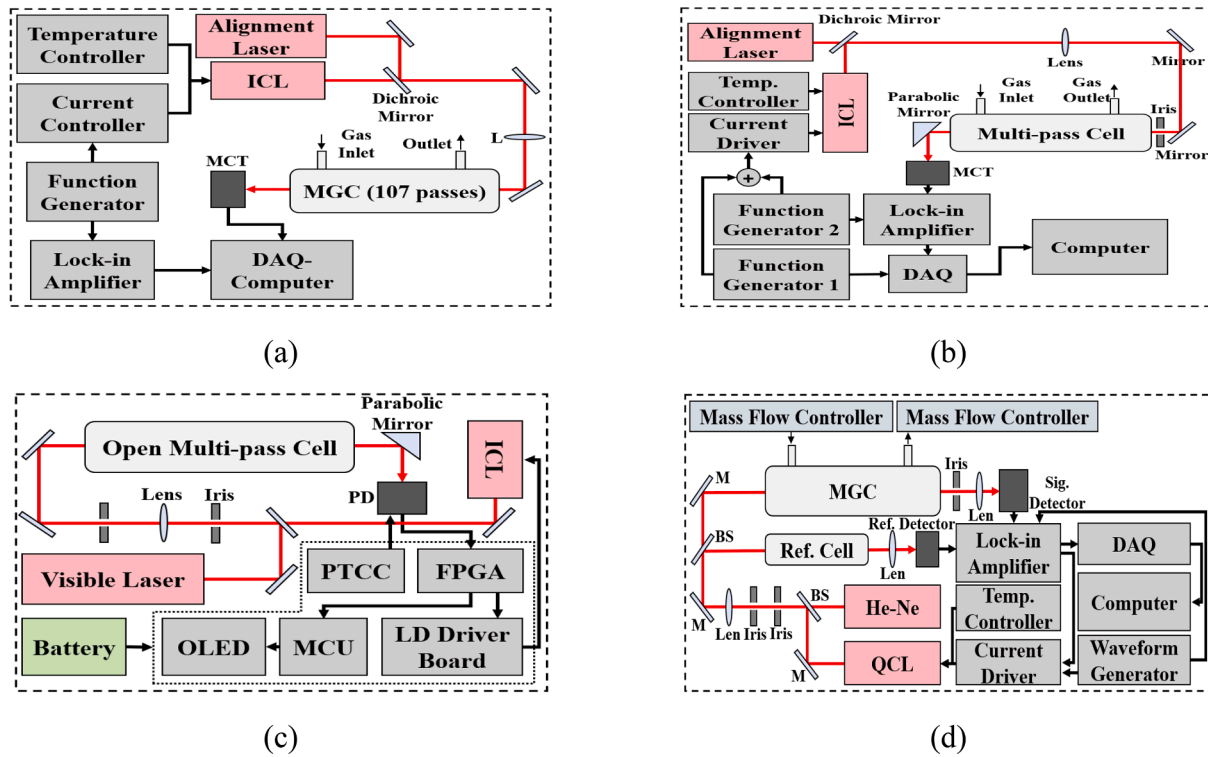 Temperature
Controller
Alignment
Laser
ICL
Current
Controller
Dichroic
Mirror
L
Gas
Inlet
Outlet
MCT
MGC (107 passes)
Function
Generator
Lock-in
Amplifier
DAQ-
Computer
(a)
Dichroic Mirror
Alignment
Laser
Lens
Mirror
Temp.
Controller
ICL
Parabolic
Mirror
Gas
Inlet
Gas
Outlet
Iris
Current
Driver
Multi-pass Cell
Mirror
MCT
+
Function
Generator 2
Lock-in
Amplifier
Computer
Function
Generator 1
DAQ
(b)
Parabolic
Mirror
Open Multi-pass Cell
ICL
Lens
Iris
PD
Visible Laser
PTCC
FPGA
Battery
OLED
MCU
LD Driver
Board
(c)
Mass Flow Controller
Mass Flow Controller
M
MGC
Iris
Len
Sig.
Detector
BS
Ref. Cell
Ref. Detector
Len
Lock-in
Amplifier
DAQ
M
Len
Iris
Iris
BS
He-Ne
Temp.
Controller
Computer
M
QCL
Current
Driver
Waveform
Generator
(d)